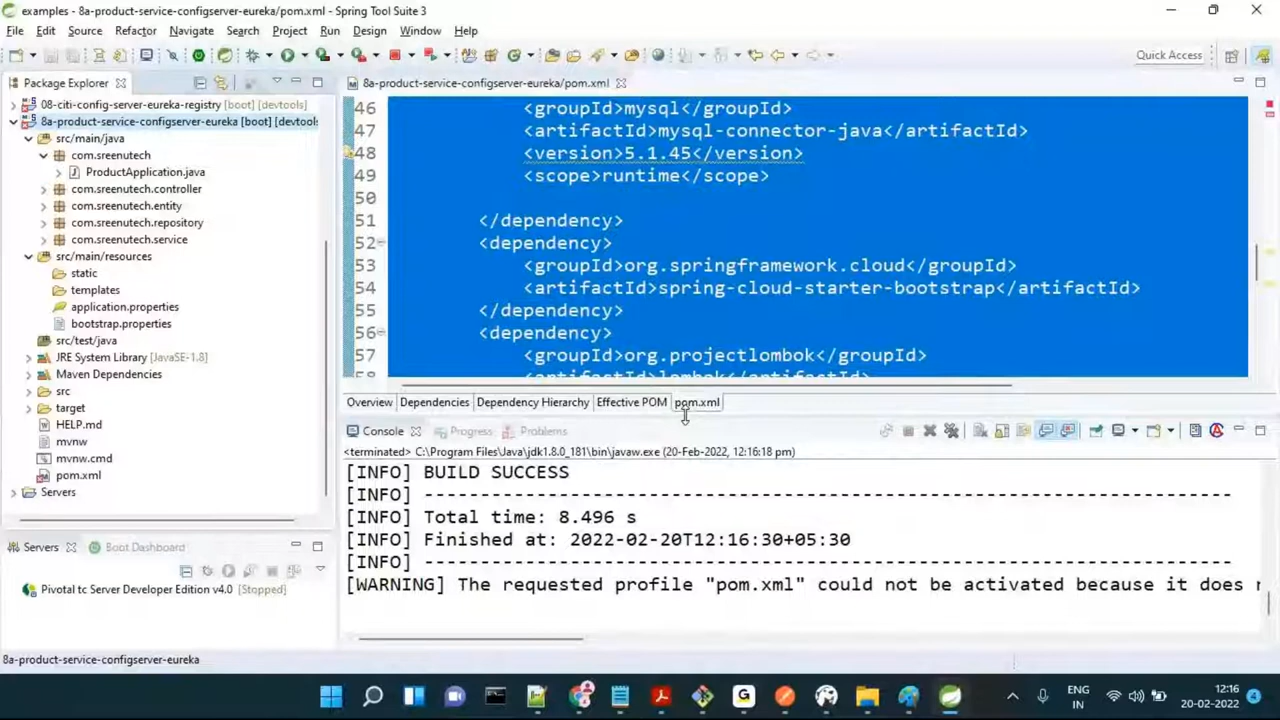 examples - 8a-product-service-configserver-eureka/pom.xml - Spring Tool Suite 3
File Edit Source Refactor Navigate Search Project Run Design Window Help
Quick Access
Package Explorer
08-citi-config-server-eureka-registry [boot] [devtools]
8a-product-service-configserver-eureka [boot] [devtools
src/main/java
com.sreenutech
ProductApplication.java
com.sreenutech.controller
com.sreenutech.entity
com.sreenutech.repository
com.sreenutech.service
src/main/resources
static
templates
application.properties
bootstrap.properties
src/test/java
JRE System Library [JavaSE-1.8]
Maven Dependencies
src
target
HELP.md
mvnw
mvnw.cmd
pom.xml
Servers
Servers Boot Dashboard
Pivotal tc Server Developer Edition v4.0 [Stopped]
8a-product-service-configserver-eureka/pom.xml
46 <groupId>mysql</groupId>
47 <artifactId>mysql-connector-java</artifactId>
48 <version>5.1.45</version>
49 <scope>runtime</scope>
50
51 </dependency>
52 <dependency>
53 <groupId>org.springframework.cloud</groupId>
54 <artifactId>spring-cloud-starter-bootstrap</artifactId>
55 </dependency>
56 <dependency>
57 <groupId>org.projectlombok</groupId>
58 <artifactId>lombok</artifactId>
Overview Dependencies Dependency Hierarchy Effective POM pom.xml
Console Progress Problems
<terminated> C:\Program Files\Java\jdk1.8.0_181\bin\javaw.exe (20-Feb-2022, 12:16:18 pm)
[INFO] BUILD SUCCESS
[INFO] ------------------------------------------------------------------------
[INFO] Total time: 8.496 s
[INFO] Finished at: 2022-02-20T12:16:30+05:30
[INFO] ------------------------------------------------------------------------
[WARNING] The requested profile "pom.xml" could not be activated because it does
8a-product-service-configserver-eureka
ENG
IN
12:16
20-02-2022